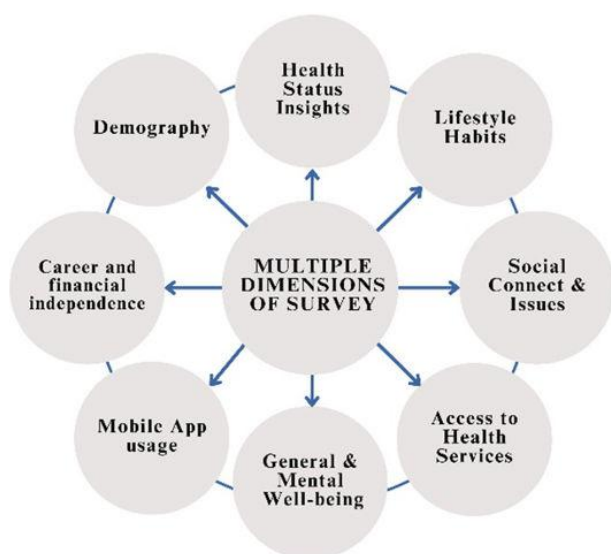 Health
Status
Insights
Lifestyle
Habits
Social
Connect &
Issues
Access to
Health
Services
General &
Mental
Well-being
Mobile App
usage
Career and
financial
independence
Demography
MULTIPLE
DIMENSIONS
OF SURVEY